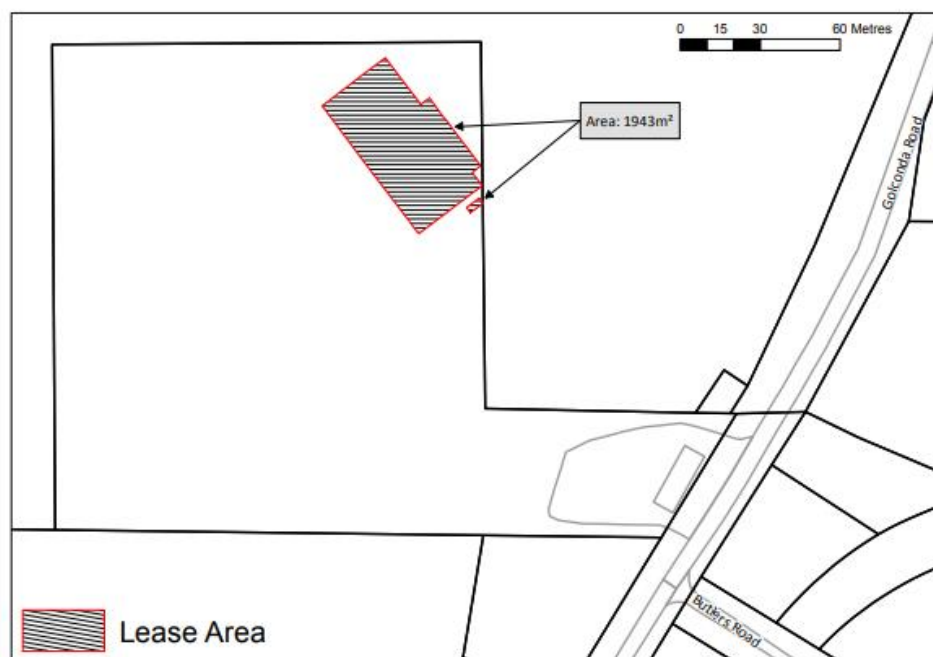 0 15 30 60 Metres
Area: 1943m²
Golconda Road
Butlers Road
Lease Area